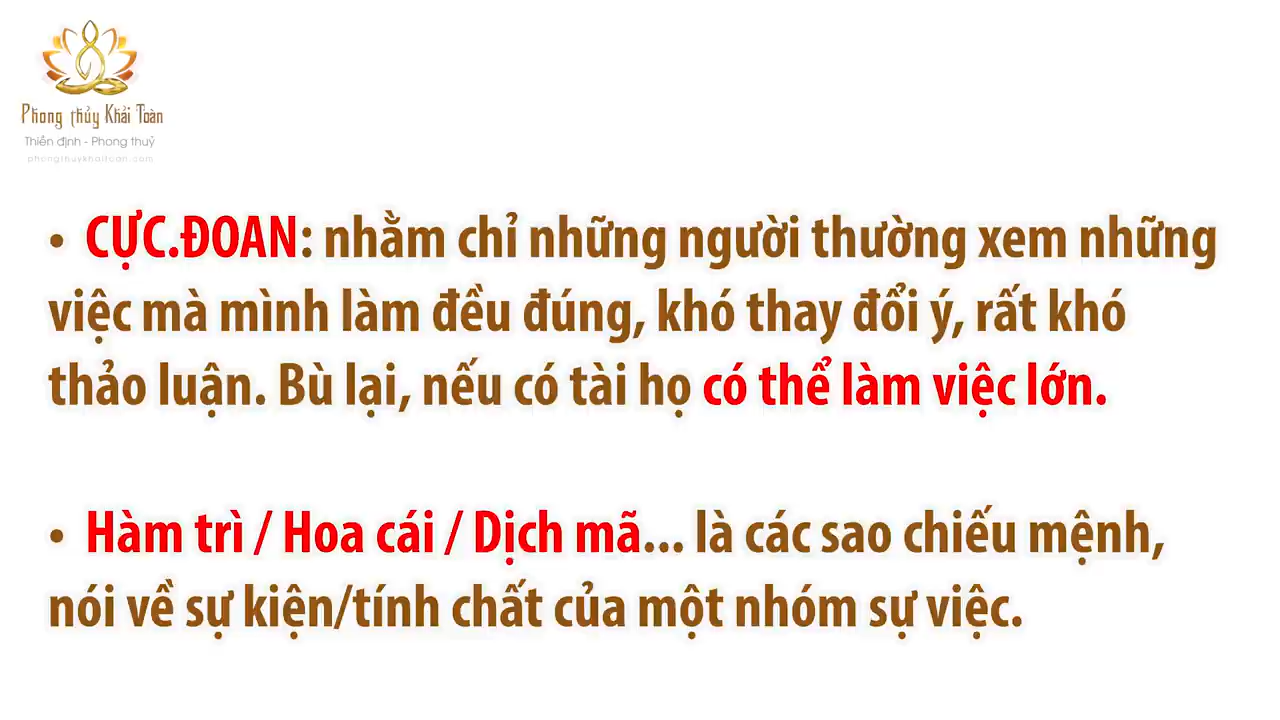 Phong thủy Khải Toàn
Thiền định - Phong thuỷ
phongthuykhaitoan.com
• CỰC.ĐOAN: nhằm chỉ những người thường xem những
việc mà mình làm đều đúng, khó thay đổi ý, rất khó
thảo luận. Bù lại, nếu có tài họ có thể làm việc lớn.
• Hàm trì / Hoa cái / Dịch mã... là các sao chiếu mệnh,
nói về sự kiện/tính chất của một nhóm sự việc.